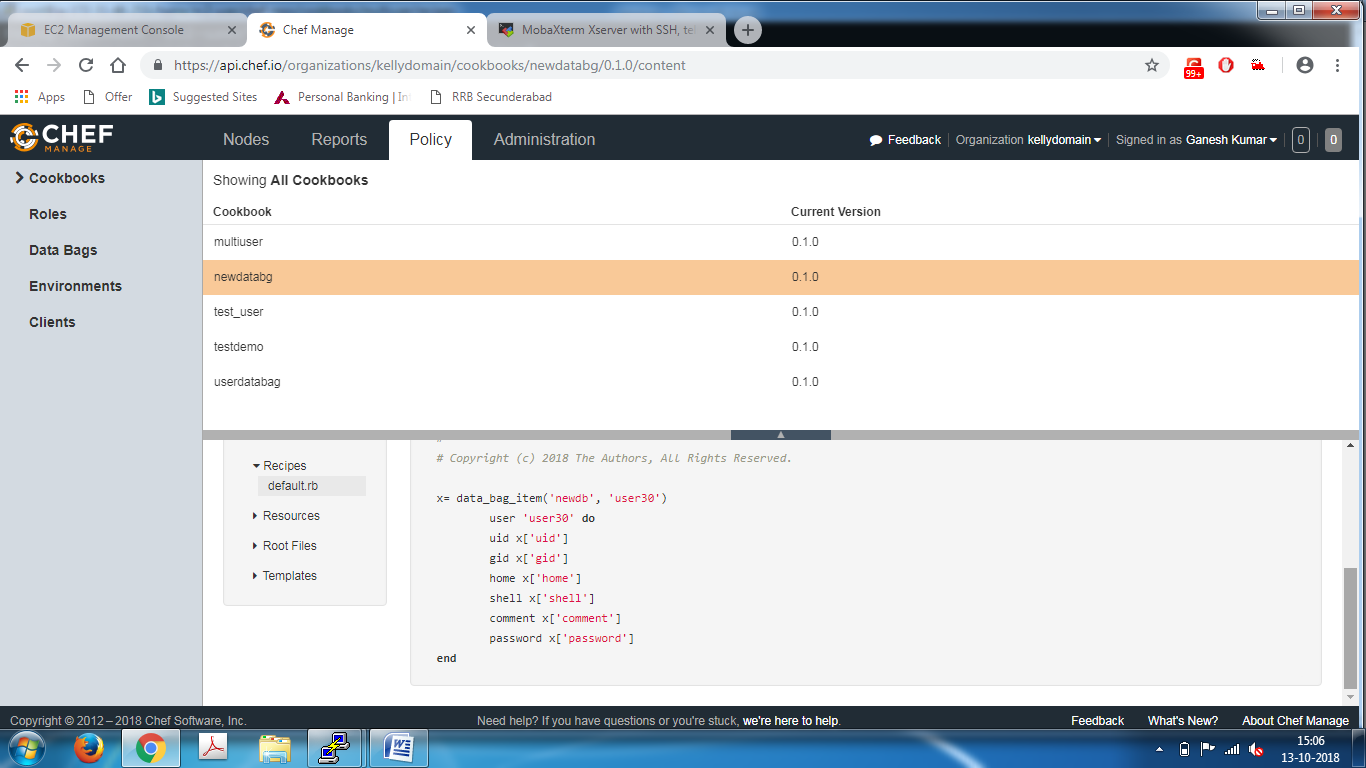 EC2 Management Console
Chef Manage
MobaXterm Xserver with SSH, te
https://api.chef.io/organizations/kellydomain/cookbooks/newdatabg/0.1.0/content
99+
Apps Offer Suggested Sites Personal Banking | In RRB Secunderabad
CHEF
MANAGE
Nodes Reports Policy Administration
Feedback Organization kellydomain Signed in as Ganesh Kumar 0 0
Cookbooks
Roles
Data Bags
Environments
Clients
Showing All Cookbooks
Cookbook Current Version
multiuser 0.1.0
newdatabg 0.1.0
test_user 0.1.0
testdemo 0.1.0
userdatabag 0.1.0
Recipes
default.rb
Resources
Root Files
Templates
# Copyright (c) 2018 The Authors, All Rights Reserved.
x= data_bag_item('newdb', 'user30')
user 'user30' do
uid x['uid']
gid x['gid']
home x['home']
shell x['shell']
comment x['comment']
password x['password']
end
Copyright © 2012 – 2018 Chef Software, Inc. Need help? If you have questions or you're stuck, we're here to help. Feedback What's New? About Chef Manage
15:06
13-10-2018